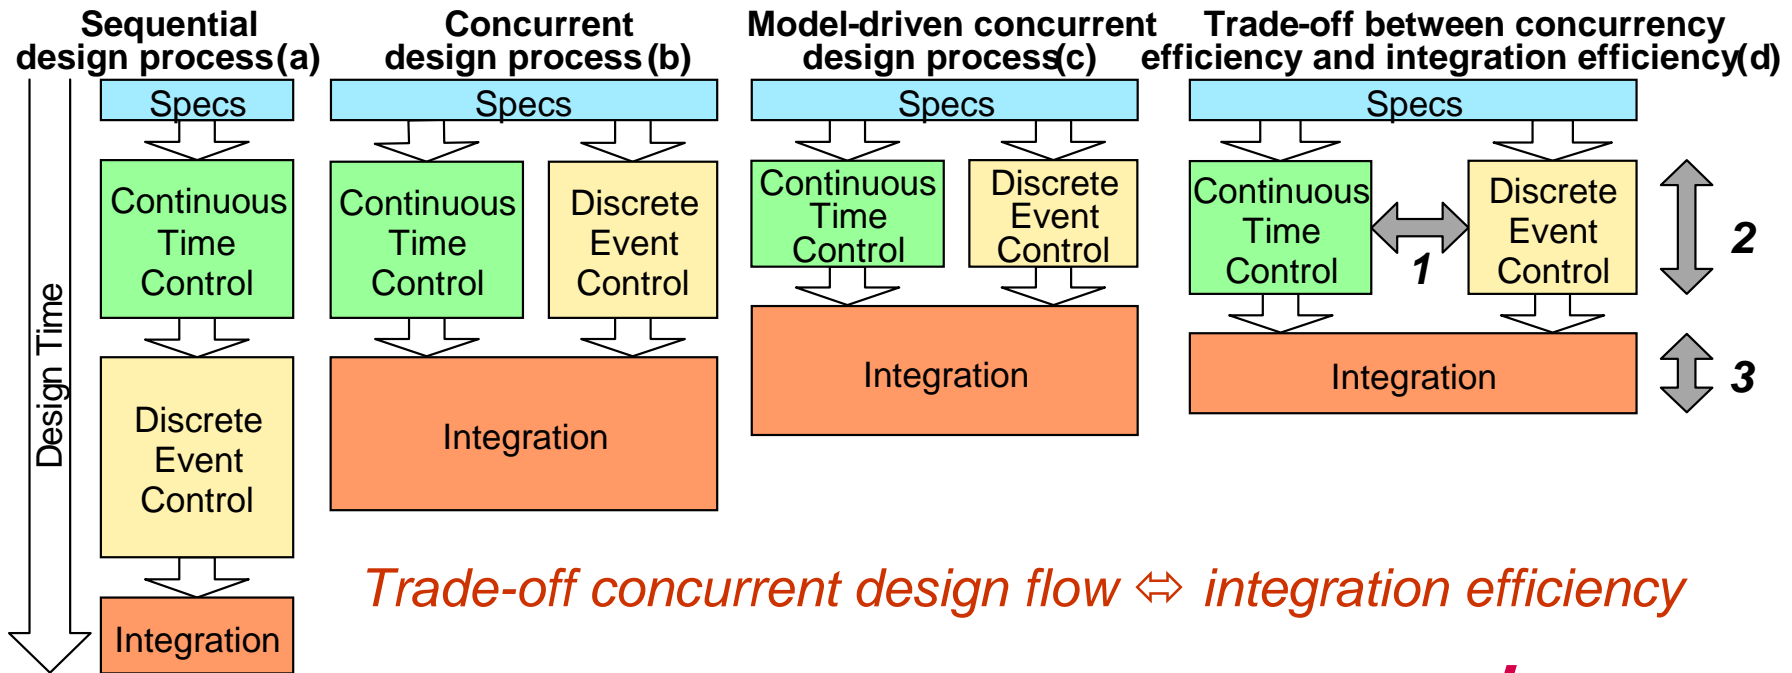 Sequential
design process (a)
Concurrent
design process (b)
Model-driven concurrent
design process(c)
Trade-off between concurrency
efficiency and integration efficiency(d)
Design Time
Specs
Continuous
Time
Control
Discrete
Event
Control
Integration
Specs
Continuous
Time
Control
Discrete
Event
Control
Integration
Specs
Continuous
Time
Control
Discrete
Event
Control
Integration
Specs
Continuous
Time
Control
1
Discrete
Event
Control
2
Integration
3
Trade-off concurrent design flow ⬄ integration efficiency